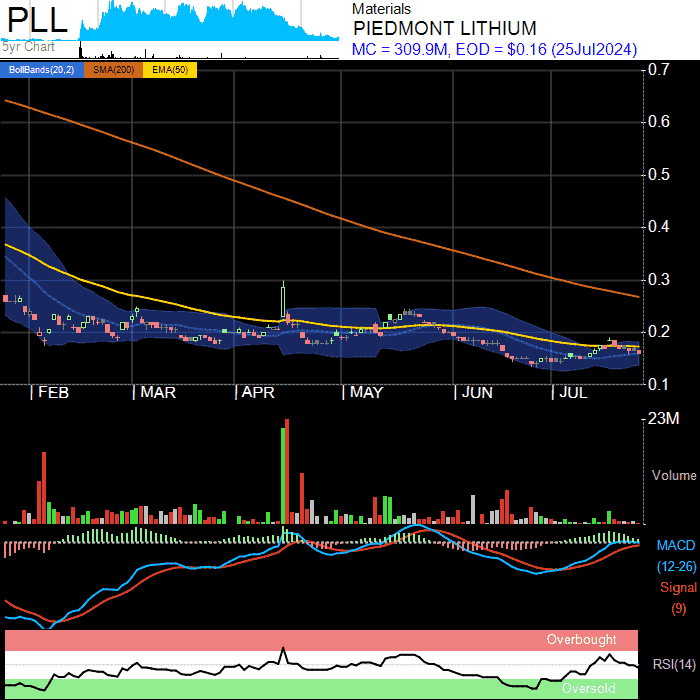 PLL
5yr Chart
Materials
PIEDMONT LITHIUM
MC = 309.9M, EOD = $0.16 (25Jul2024)
BollBands(20,2) SMA(200) EMA(50)
0.7
0.6
0.5
0.4
0.3
0.2
0.1
FEB MAR APR MAY JUN JUL
23M
Volume
MACD
(12-26)
Signal
(9)
Overbought
RSI(14)
Oversold